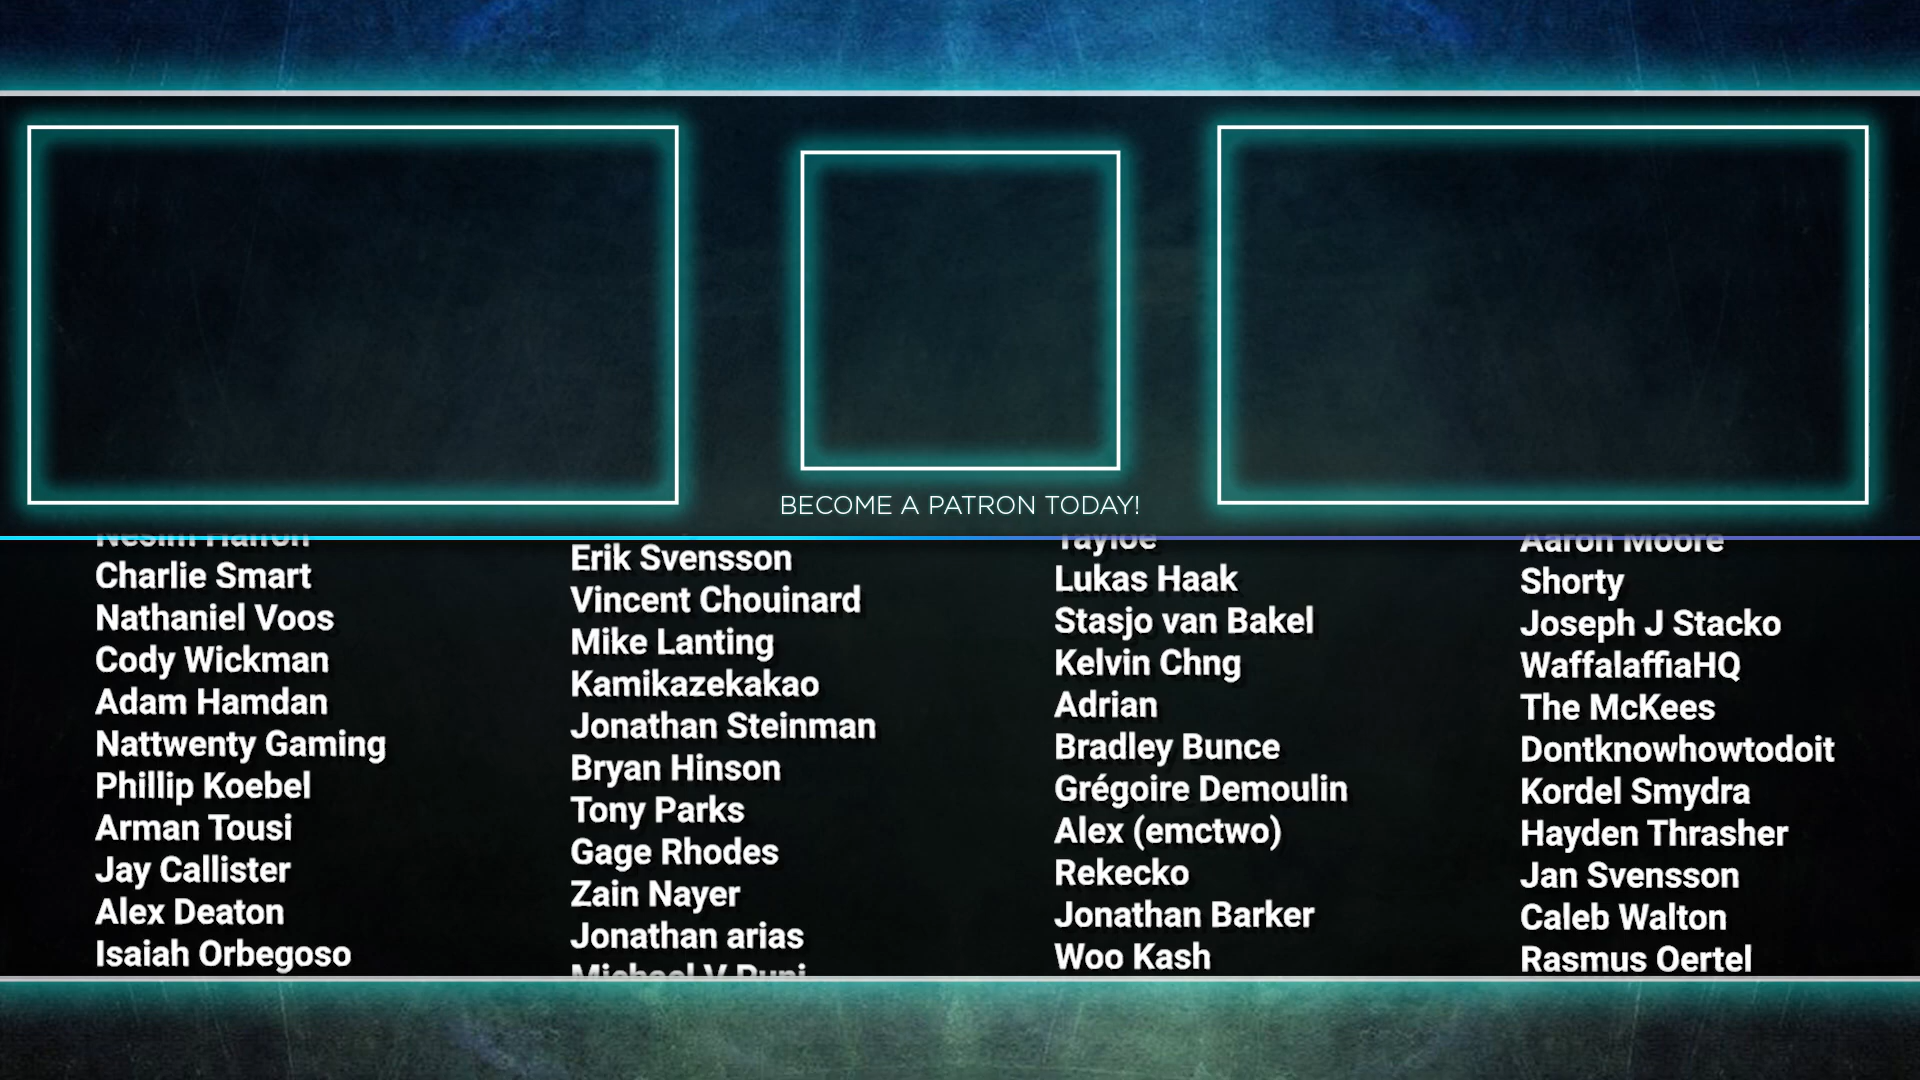 BECOME A PATRON TODAY!
Charlie Smart
Nathaniel Voos
Cody Wickman
Adam Hamdan
Nattwenty Gaming
Phillip Koebel
Arman Tousi
Jay Callister
Alex Deaton
Isaiah Orbegoso
Erik Svensson
Vincent Chouinard
Mike Lanting
Kamikazekakao
Jonathan Steinman
Bryan Hinson
Tony Parks
Gage Rhodes
Zain Nayer
Jonathan arias
Tayloe
Lukas Haak
Stasjo van Bakel
Kelvin Chng
Adrian
Bradley Bunce
Grégoire Demoulin
Alex (emctwo)
Rekecko
Jonathan Barker
Woo Kash
Aaron Moore
Shorty
Joseph J Stacko
WaffalaffiaHQ
The McKees
Dontknowhowtodoit
Kordel Smydra
Hayden Thrasher
Jan Svensson
Caleb Walton
Rasmus Oertel